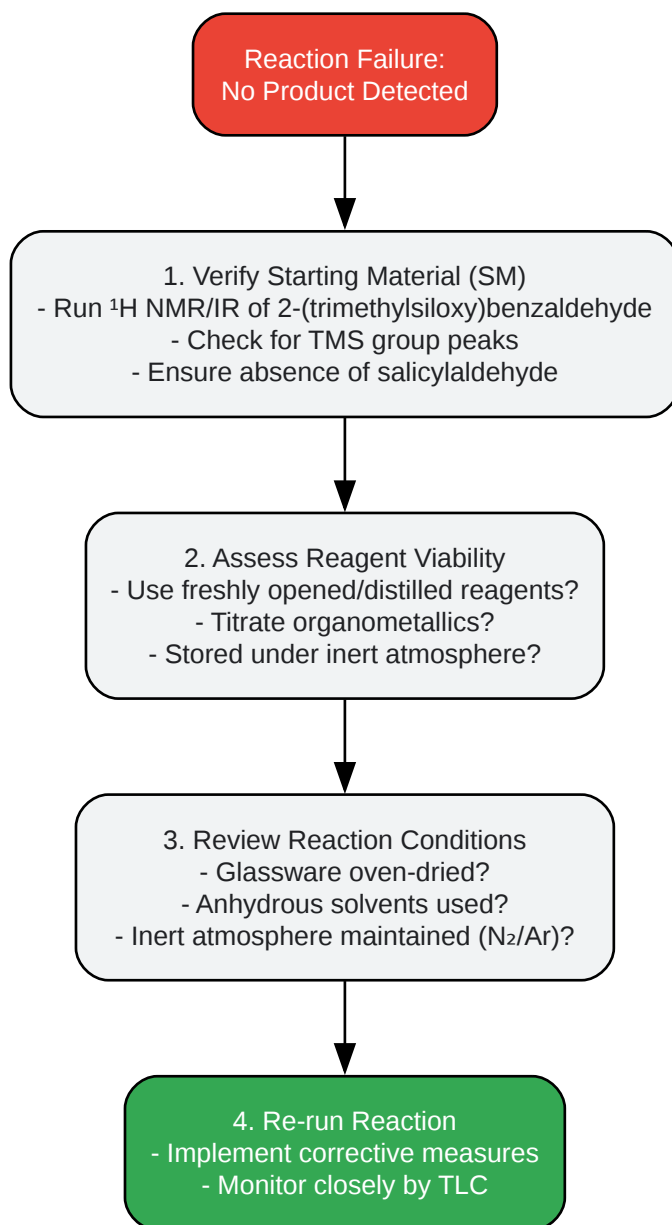 Reaction Failure:
No Product Detected
1. Verify Starting Material (SM)
- Run ¹H NMR/IR of 2-(trimethylsiloxy)benzaldehyde
- Check for TMS group peaks
- Ensure absence of salicylaldehyde
2. Assess Reagent Viability
- Use freshly opened/distilled reagents?
- Titrate organometallics?
- Stored under inert atmosphere?
3. Review Reaction Conditions
- Glassware oven-dried?
- Anhydrous solvents used?
- Inert atmosphere maintained (N₂/Ar)?
4. Re-run Reaction
- Implement corrective measures
- Monitor closely by TLC